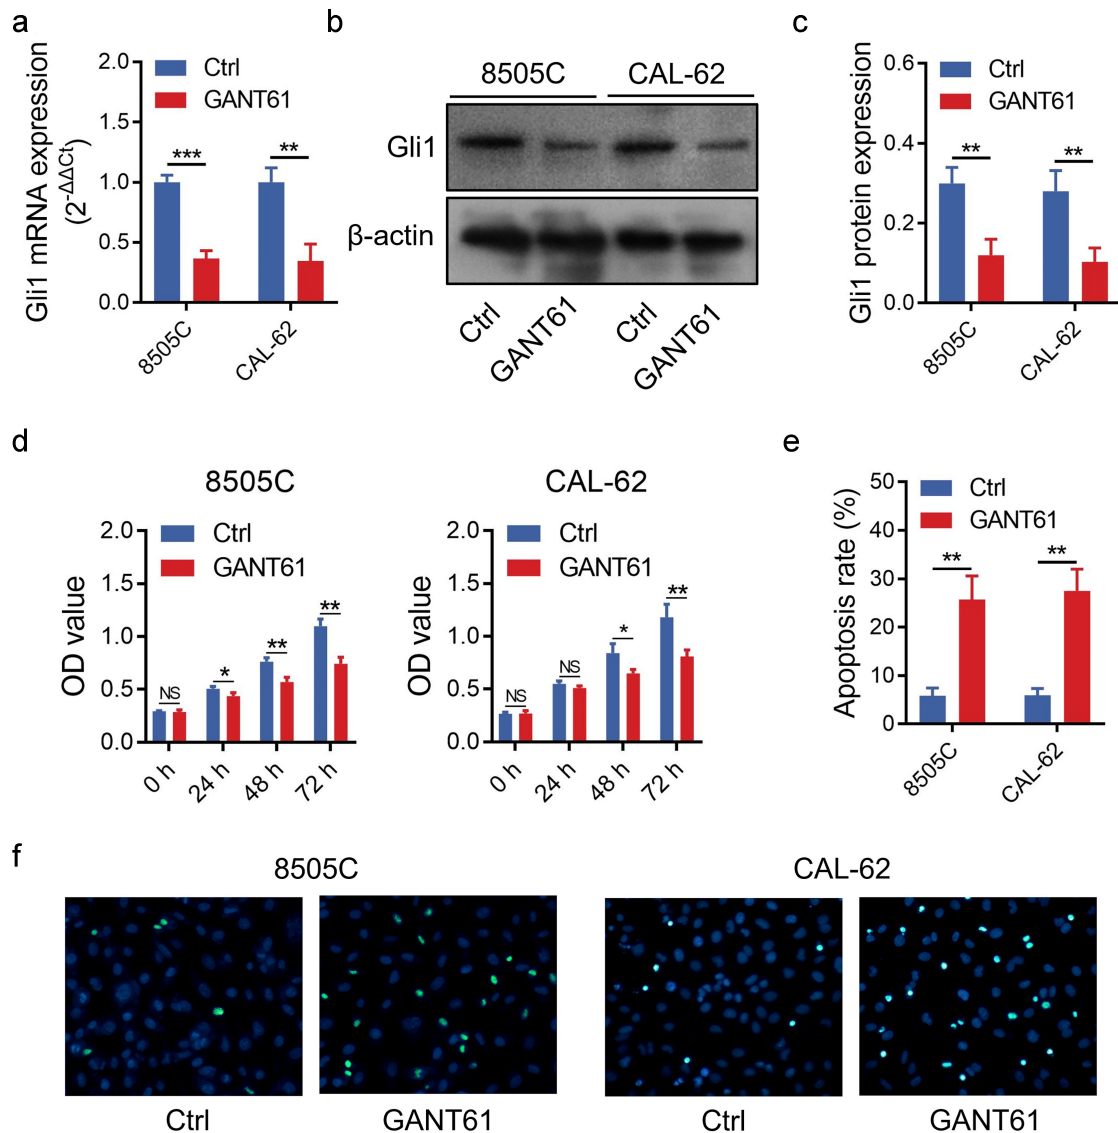 a
Gli1 mRNA expression
(2^-ΔΔCt)
2.0
1.5
1.0
0.5
0.0
Ctrl
GANT61
***
**
8505C
CAL-62
b
8505C CAL-62
Gli1
β-actin
Ctrl
GANT61
Ctrl
GANT61
c
Gli1 protein expression
0.6
0.4
0.2
0.0
Ctrl
GANT61
**
**
8505C
CAL-62
d
8505C
OD value
2.0
1.5
1.0
0.5
0.0
Ctrl
GANT61
NS
*
**
**
0 h
24 h
48 h
72 h
CAL-62
OD value
2.0
1.5
1.0
0.5
0.0
Ctrl
GANT61
NS
NS
*
**
0 h
24 h
48 h
72 h
e
Apoptosis rate (%)
50
40
30
20
10
0
Ctrl
GANT61
**
**
8505C
CAL-62
f
8505C
CAL-62
Ctrl
GANT61
Ctrl
GANT61